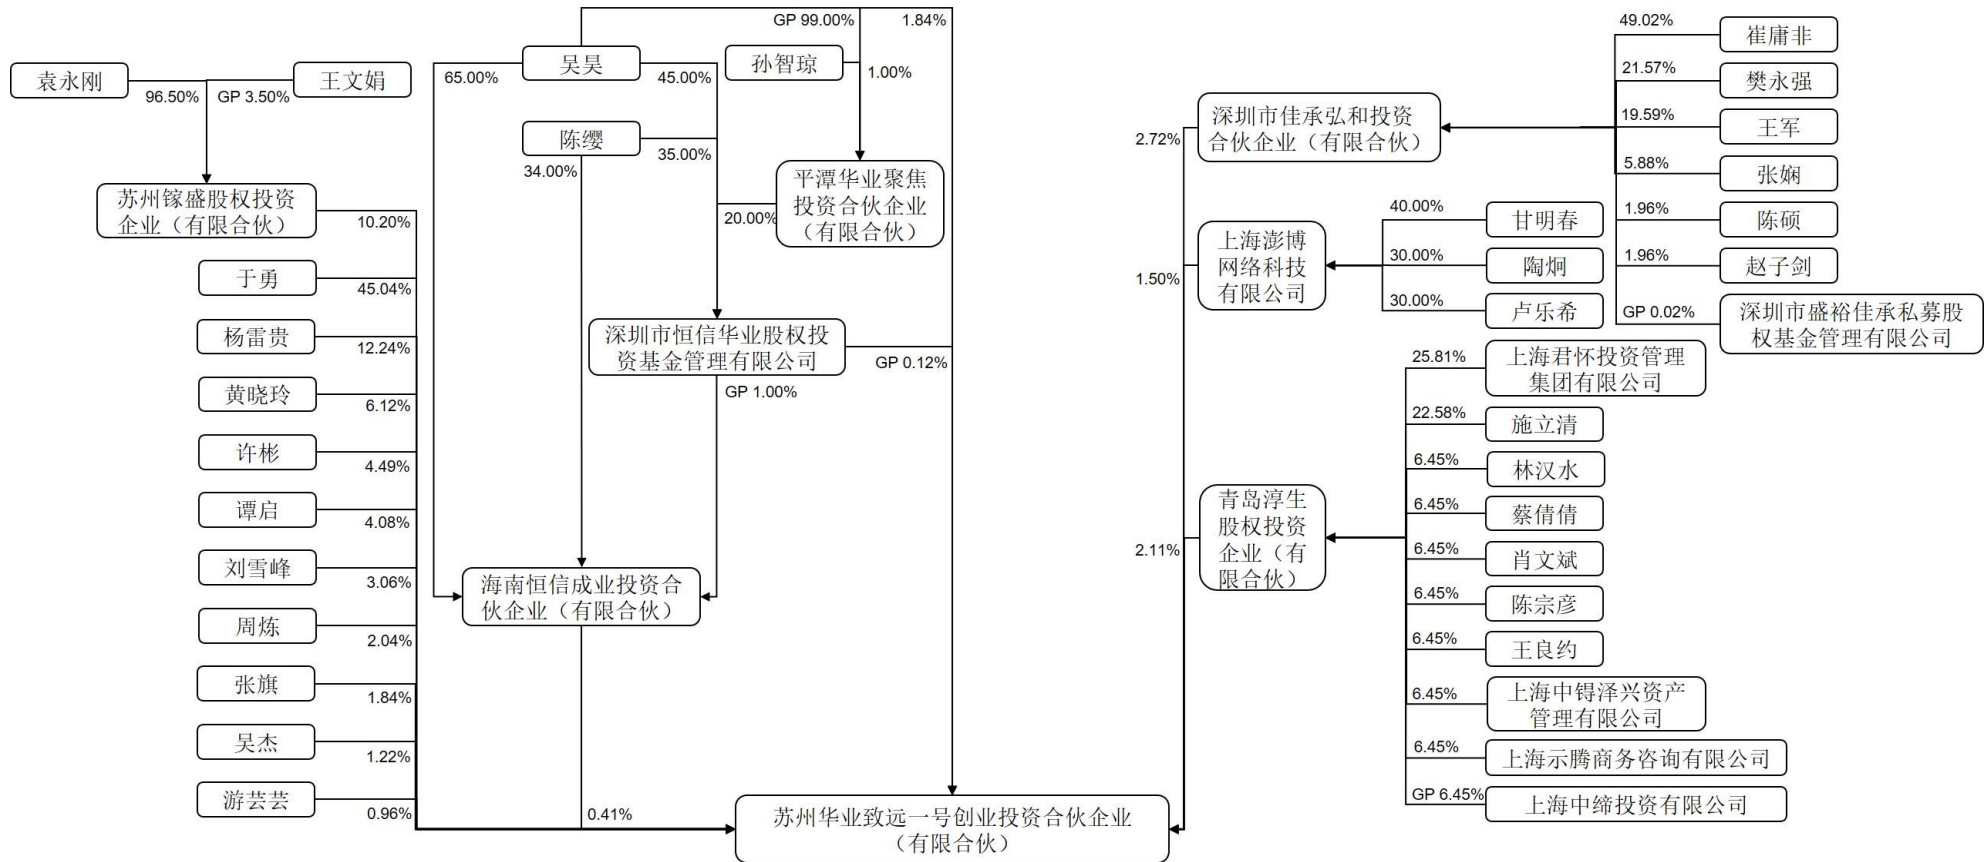 GP 99.00%
1.84%
吴昊
孙智琼
65.00%
45.00%
1.00%
袁永刚
王文娟
96.50%
GP 3.50%
陈缨
34.00%
35.00%
苏州镓盛股权投资
企业（有限合伙）
平潭华业聚焦
投资合伙企业
（有限合伙）
10.20%
20.00%
于勇
45.04%
杨雷贵
12.24%
深圳市恒信华业股权投
资基金管理有限公司
GP 0.12%
GP 1.00%
黄晓玲
6.12%
许彬
4.49%
谭启
4.08%
刘雪峰
3.06%
海南恒信成业投资合
伙企业（有限合伙）
周炼
2.04%
张旗
1.84%
吴杰
1.22%
游芸芸
0.96%
0.41%
苏州华业致远一号创业投资合伙企业
（有限合伙）
2.72%
深圳市佳承弘和投资
合伙企业（有限合伙）
49.02%
崔庸非
21.57%
樊永强
19.59%
王军
5.88%
张娴
1.96%
陈硕
1.96%
赵子剑
GP 0.02%
深圳市盛裕佳承私募股
权基金管理有限公司
1.50%
上海澎博
网络科技
有限公司
40.00%
甘明春
30.00%
陶炯
30.00%
卢乐希
2.11%
青岛淳生
股权投资
企业（有
限合伙）
25.81%
上海君怀投资管理
集团有限公司
22.58%
施立清
6.45%
林汉水
6.45%
蔡倩倩
6.45%
肖文斌
6.45%
陈宗彦
6.45%
王良约
6.45%
上海中锝泽兴资产
管理有限公司
6.45%
上海示腾商务咨询有限公司
GP 6.45%
上海中缔投资有限公司